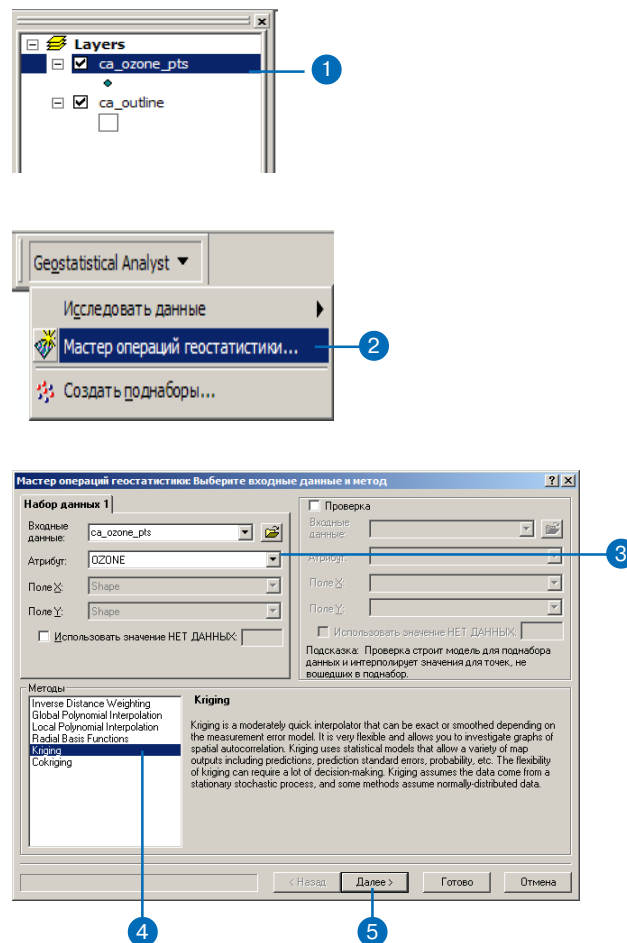 Layers
ca_ozone_pts
1
ca_outline
Geostatistical Analyst
Исследовать данные
Мастер операций геостатистики...
2
Создать поднаборы...
Мастер операций геостатистики: Выберите входные данные и метод
Набор данных 1
Входные данные:
ca_ozone_pts
Атрибут:
OZONE
3
Поле X:
Shape
Поле Y:
Shape
Использовать значение НЕТ ДАННЫХ:
Проверка
Входные данные:
Атрибут:
Поле X:
Поле Y:
Использовать значение НЕТ ДАННЫХ:
Подсказка: Проверка строит модель для поднабора
данных и интерполирует значения для точек, не
вошедших в поднабор.
Методы
Inverse Distance Weighting
Global Polynomial Interpolation
Local Polynomial Interpolation
Radial Basis Functions
Kriging
Cokriging
Kriging
Kriging is a moderately quick interpolator that can be exact or smoothed depending on
the measurement error model. It is very flexible and allows you to investigate graphs of
spatial autocorrelation. Kriging uses statistical models that allow a variety of map
outputs including predictions, prediction standard errors, probability, etc. The flexibility
of kriging can require a lot of decision-making. Kriging assumes the data come from a
stationary stochastic process, and some methods assume normally-distributed data.
< Назад
Далее >
Готово
Отмена
4
5